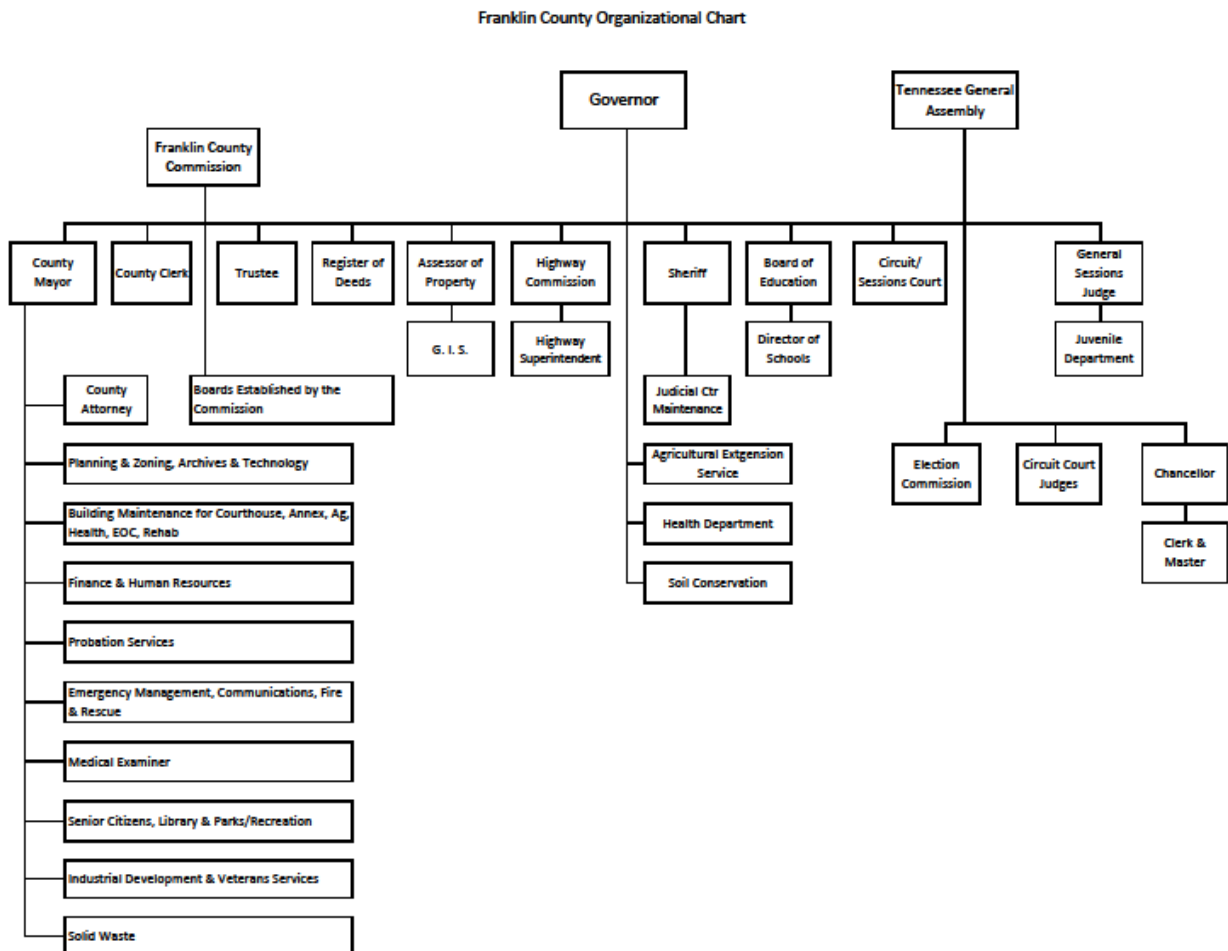 Franklin County Organizational Chart
Governor
Tennessee General
Assembly
Franklin County
Commission
County
Mayor
County Clerk
Trustee
Register of
Deeds
Assessor of
Property
Highway
Commission
Sheriff
Board of
Education
Circuit/
Sessions Court
General
Sessions
Judge
G. I. S.
Highway
Superintendent
Director of
Schools
Juvenile
Department
County
Attorney
Boards Established by the
Commission
Judicial Ctr
Maintenance
Planning & Zoning, Archives & Technology
Agricultural Extgension
Service
Election
Commission
Circuit Court
Judges
Chancellor
Building Maintenance for Courthouse, Annex, Ag,
Health, EOC, Rehab
Health Department
Clerk &
Master
Finance & Human Resources
Soil Conservation
Probation Services
Emergency Management, Communications, Fire
& Rescue
Medical Examiner
Senior Citizens, Library & Parks/Recreation
Industrial Development & Veterans Services
Solid Waste